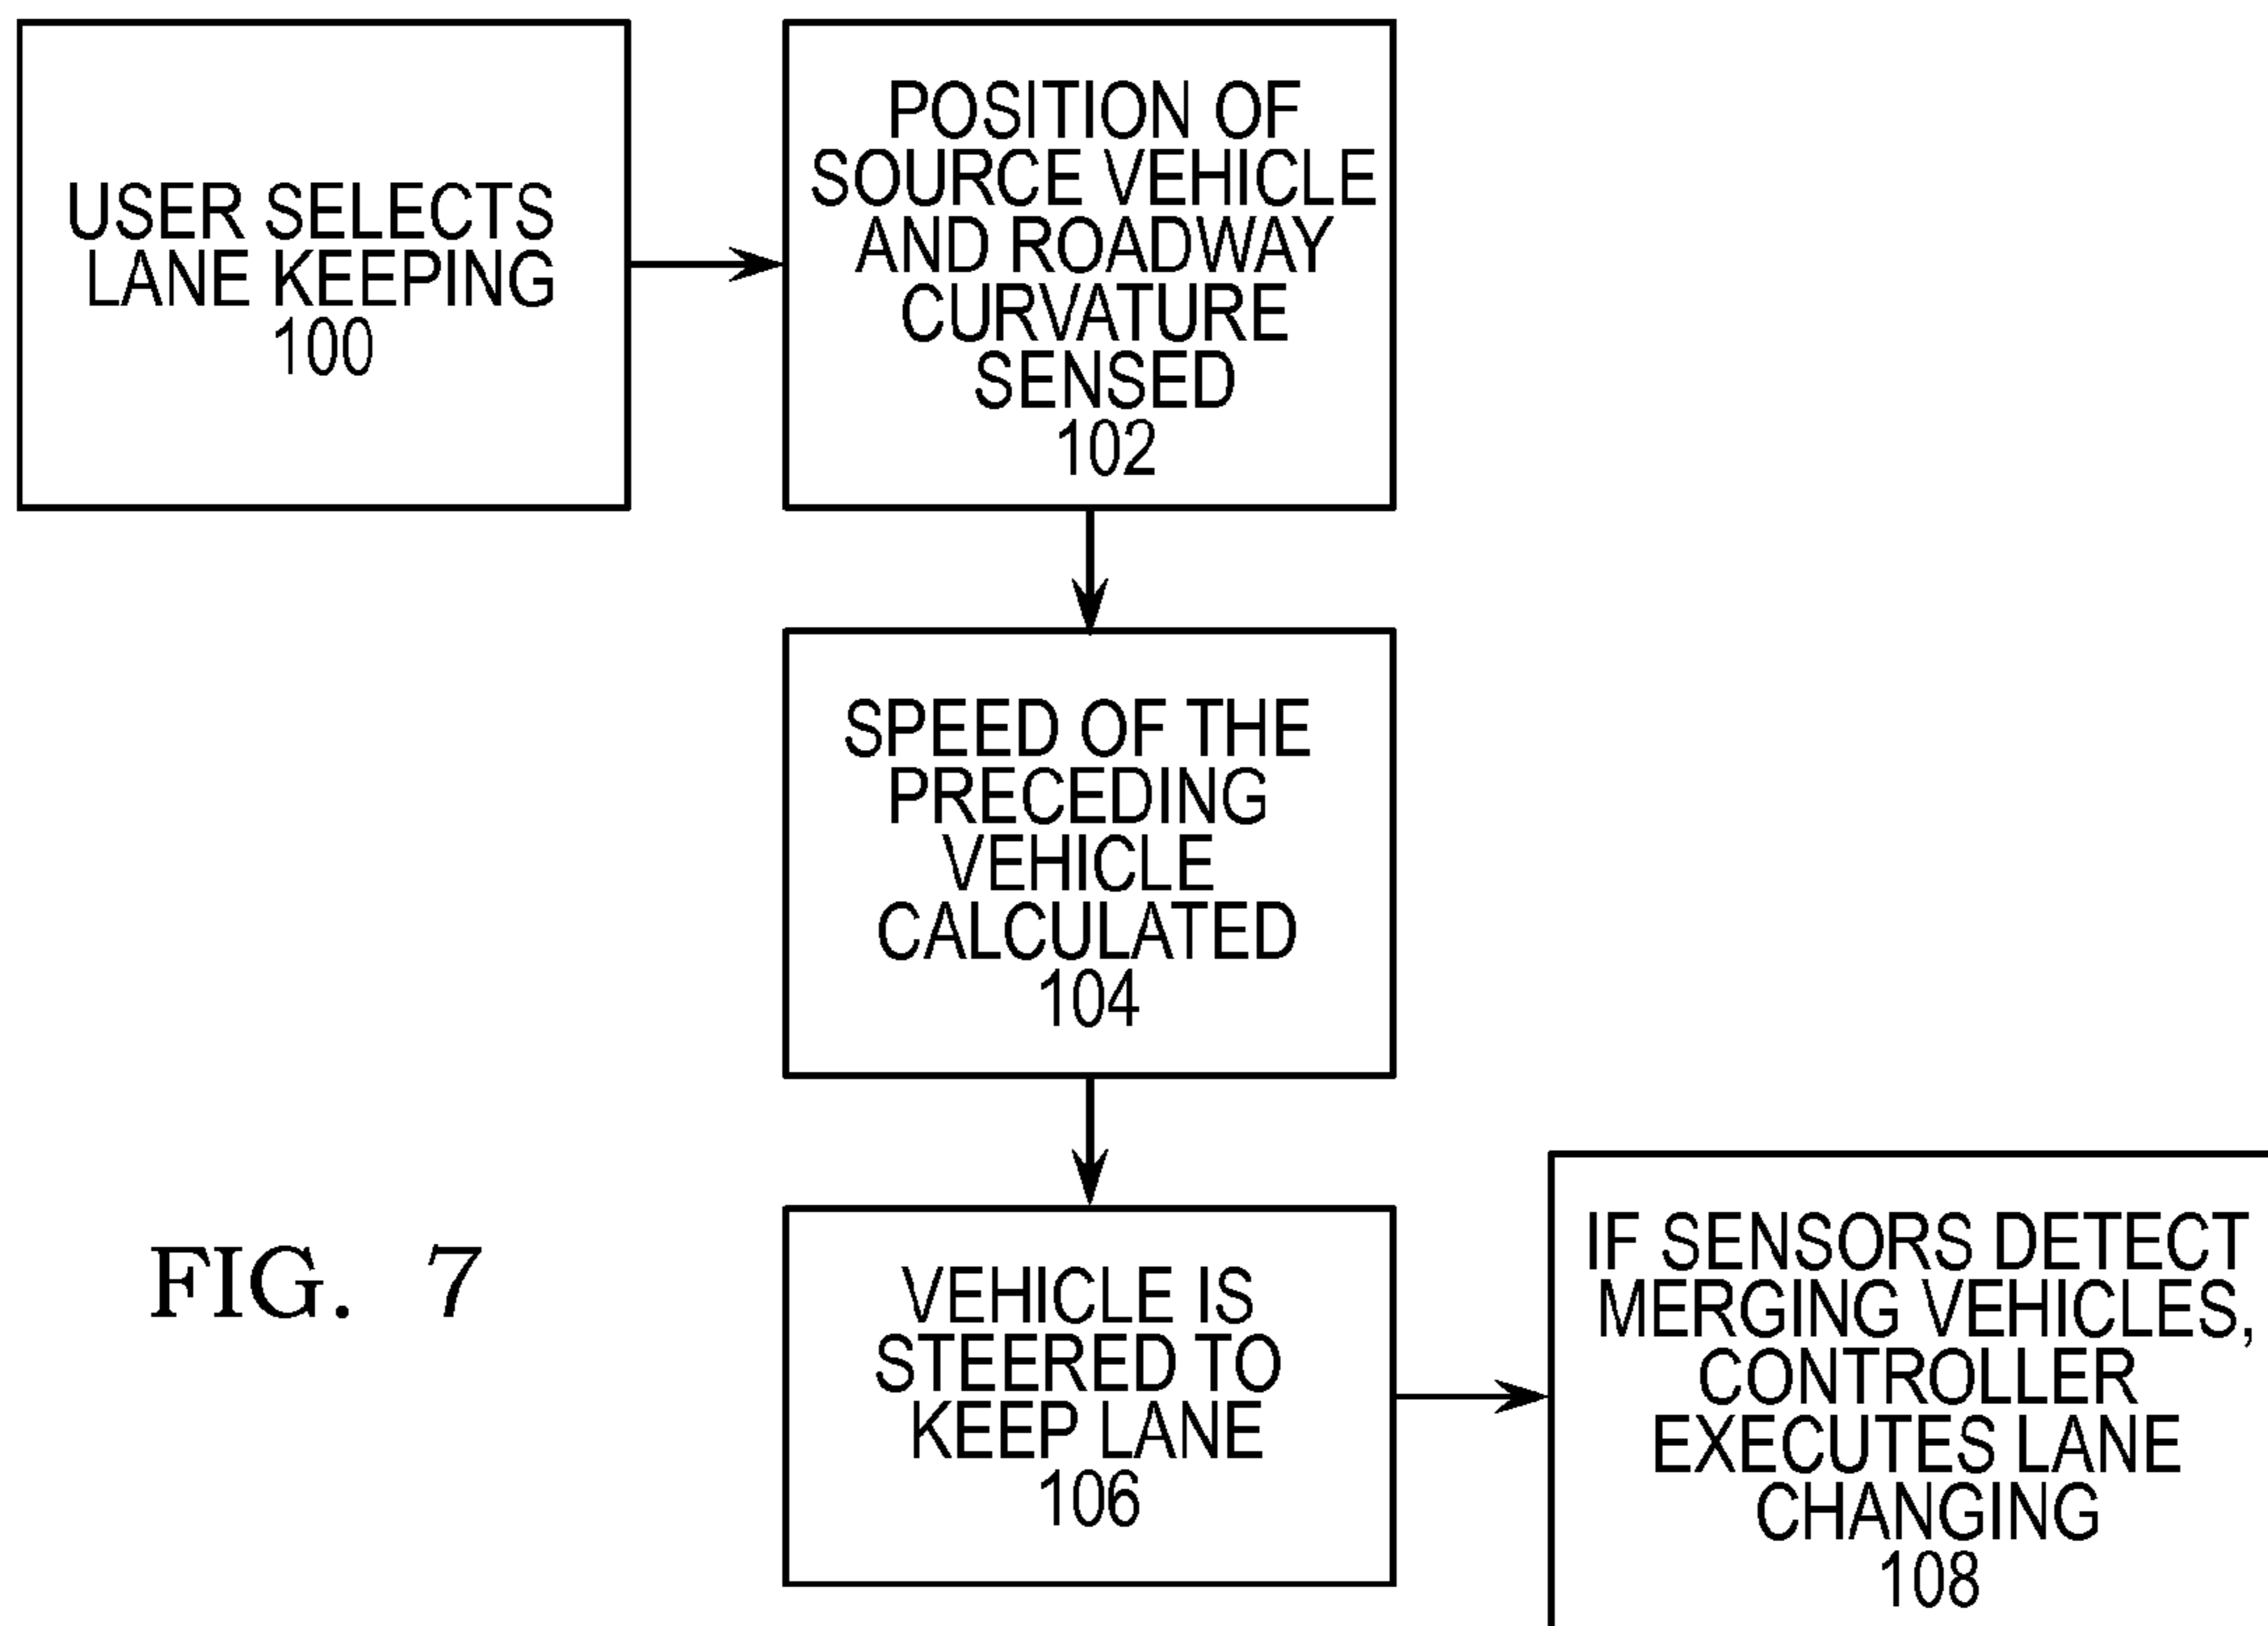 USER SELECTS
LANE KEEPING
100
POSITION OF
SOURCE VEHICLE
AND ROADWAY
CURVATURE
SENSED
102
SPEED OF THE
PRECEDING
VEHICLE
CALCULATED
104
VEHICLE IS
STEERED TO
KEEP LANE
106
IF SENSORS DETECT
MERGING VEHICLES,
CONTROLLER
EXECUTES LANE
CHANGING
108
FIG. 7